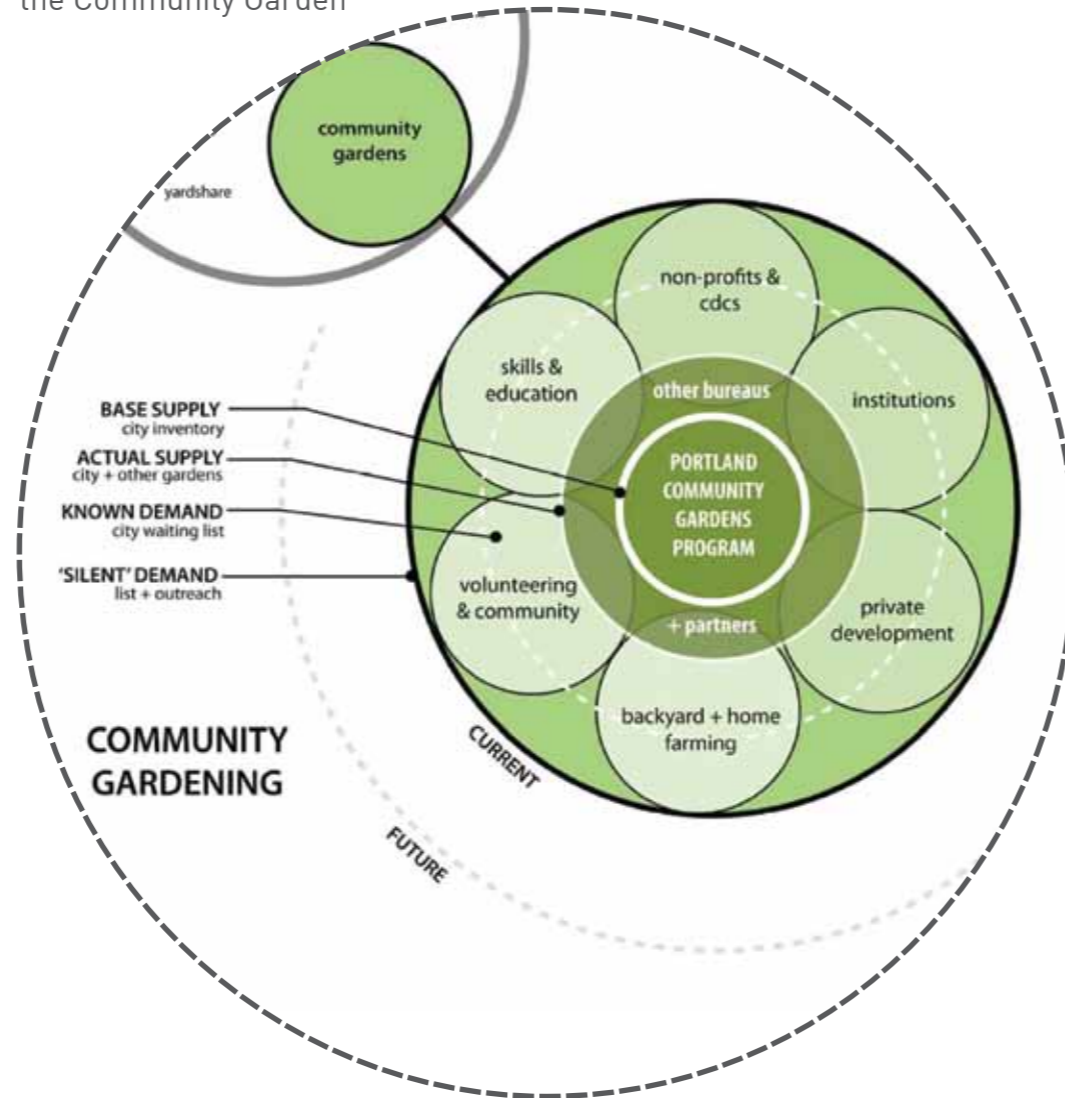 the Community Garden
community
gardens
yardshare
non-profits &
cdcs
skills &
education
other bureaus
institutions
BASE SUPPLY
city inventory
ACTUAL SUPPLY
city + other gardens
KNOWN DEMAND
city waiting list
'SILENT' DEMAND
list + outreach
PORTLAND
COMMUNITY
GARDENS
PROGRAM
volunteering
& community
+ partners
private
development
backyard + home
farming
COMMUNITY
GARDENING
CURRENT
FUTURE